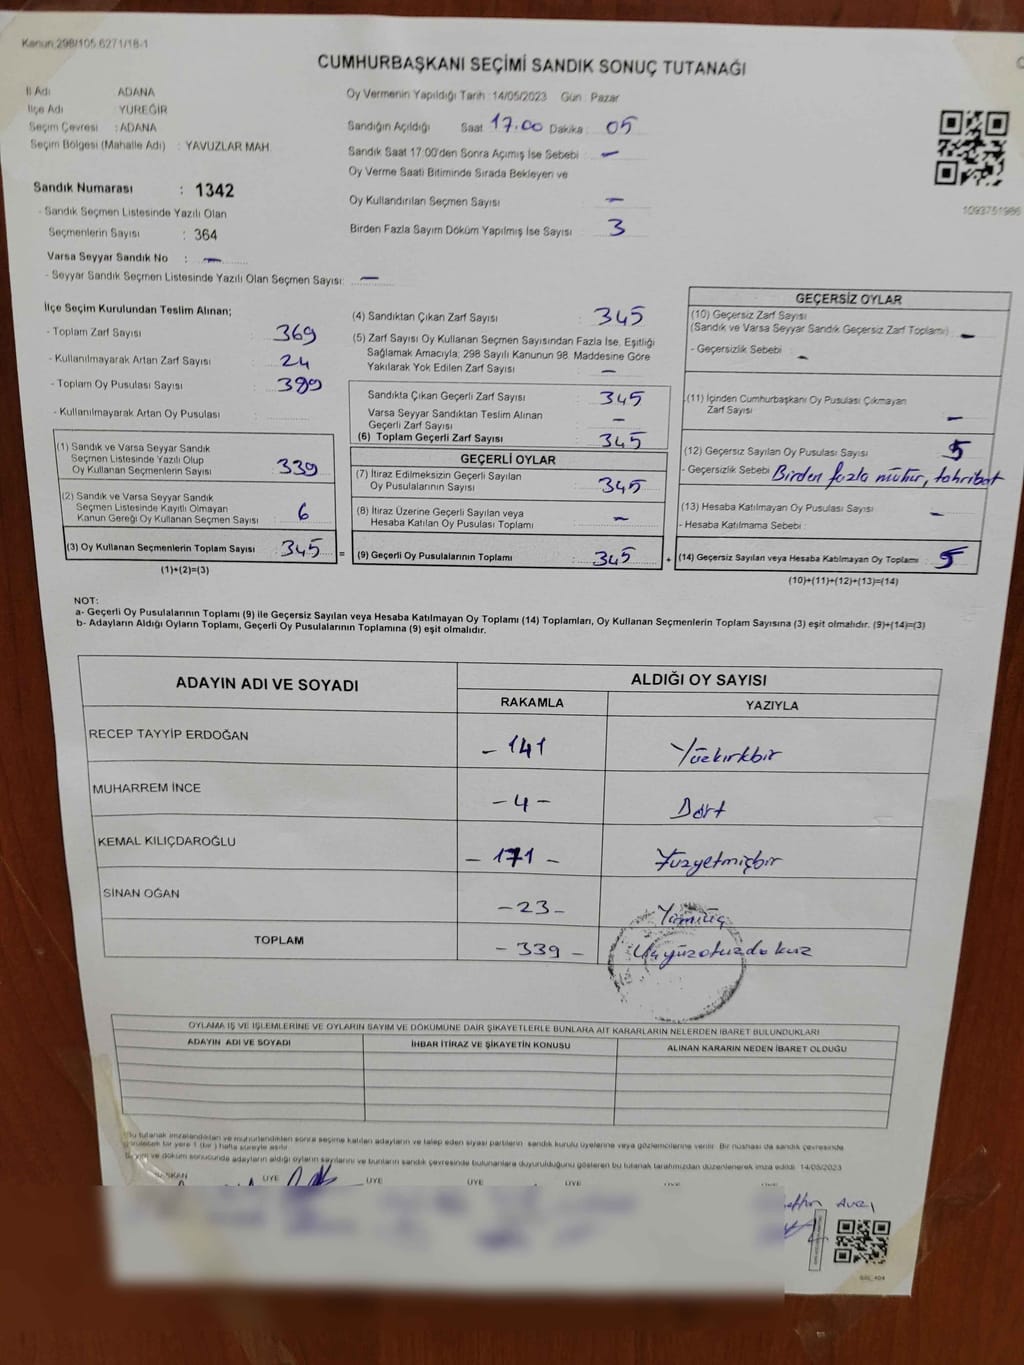 Kanun:298/105 6271/18-1
CUMHURBAŞKANI SEÇİMİ SANDIK SONUÇ TUTANAĞI
İl Adı ADANA
İlçe Adı YÜREĞİR
Seçim Çevresi : ADANA
Seçim Bölgesi (Mahalle Adı) : YAVUZLAR MAH.
Oy Vermenin Yapıldığı Tarih : 14/05/2023 Gün : Pazar
Sandığın Açıldığı Saat 17.00 Dakika : 05
Sandık Saat 17:00'den Sonra Açımış İse Sebebi : -
Oy Verme Saati Bitiminde Sırada Bekleyen ve
Oy Kullandırılan Seçmen Sayısı -
Birden Fazla Sayım Döküm Yapılmış İse Sayısı : 3
1093751986
Sandık Numarası : 1342
- Sandık Seçmen Listesinde Yazılı Olan
Seçmenlerin Sayısı : 364
Varsa Seyyar Sandık No : -
- Seyyar Sandık Seçmen Listesinde Yazılı Olan Seçmen Sayısı: -
İlçe Seçim Kurulundan Teslim Alınan;
- Toplam Zarf Sayısı : 369
- Kullanılmayarak Artan Zarf Sayısı : 24
- Toplam Oy Pusulası Sayısı : 389
- Kullanılmayarak Artan Oy Pusulası :
(1) Sandık ve Varsa Seyyar Sandık
Seçmen Listesinde Yazılı Olup
Oy Kullanan Seçmenlerin Sayısı : 339
(2) Sandık ve Varsa Seyyar Sandık
Seçmen Listesinde Kayıtlı Olmayan
Kanun Gereği Oy Kullanan Seçmen Sayısı : 6
(3) Oy Kullanan Seçmenlerin Toplam Sayısı : 345 =
(1)+(2)=(3)
(4) Sandıktan Çıkan Zarf Sayısı : 345
(5) Zarf Sayısı Oy Kullanan Seçmen Sayısından Fazla İse, Eşitliği
Sağlamak Amacıyla; 298 Sayılı Kanunun 98. Maddesine Göre
Yakılarak Yok Edilen Zarf Sayısı : -
Sandıkta Çıkan Geçerli Zarf Sayısı : 345
Varsa Seyyar Sandıktan Teslim Alınan
Geçerli Zarf Sayısı : -
(6) Toplam Geçerli Zarf Sayısı : 345
GEÇERLİ OYLAR
(7) İtiraz Edilmeksizin Geçerli Sayılan
Oy Pusulalarının Sayısı : 345
(8) İtiraz Üzerine Geçerli Sayılan veya
Hesaba Katılan Oy Pusulası Toplamı : -
(9) Geçerli Oy Pusulalarının Toplamı : 345 +
GEÇERSİZ OYLAR
(10) Geçersiz Zarf Sayısı
(Sandık ve Varsa Seyyar Sandık Geçersiz Zarf Toplamı) : -
- Geçersizlik Sebebi : -
(11) İçinden Cumhurbaşkanı Oy Pusulası Çıkmayan
Zarf Sayısı : -
(12) Geçersiz Sayılan Oy Pusulası Sayısı : 5
- Geçersizlik Sebebi : Birden fazla mühür, tahribat
(13) Hesaba Katılmayan Oy Pusulası Sayısı : -
- Hesaba Katılmama Sebebi :
(14) Geçersiz Sayılan veya Hesaba Katılmayan Oy Toplamı : 5
(10)+(11)+(12)+(13)=(14)
NOT:
a- Geçerli Oy Pusulalarının Toplamı (9) ile Geçersiz Sayılan veya Hesaba Katılmayan Oy Toplamı (14) Toplamları, Oy Kullanan Seçmenlerin Toplam Sayısına (3) eşit olmalıdır. (9)+(14)=(3)
b- Adayların Aldığı Oyların Toplamı, Geçerli Oy Pusulalarının Toplamına (9) eşit olmalıdır.
ADAYIN ADI VE SOYADI ALDIĞI OY SAYISI
RAKAMLA YAZIYLA
RECEP TAYYİP ERDOĞAN - 141 Yüzkırkbir
MUHARREM İNCE - 4 - Dört
KEMAL KILIÇDAROĞLU - 171 - Yüzyetmişbir
SİNAN OĞAN - 23 - Yirmiüç
TOPLAM - 339 - Üçyüzotuzdokuz
OYLAMA İŞ VE İŞLEMLERİNE VE OYLARIN SAYIM VE DÖKÜMÜNE DAİR ŞİKAYETLERLE BUNLARA AİT KARARLARIN NELERDEN İBARET BULUNDUKLARI
ADAYIN ADI VE SOYADI İHBAR İTİRAZ VE ŞİKAYETİN KONUSU ALINAN KARARIN NEDEN İBARET OLDUĞU
Bu tutanak imzalandıktan ve mühürlendikten sonra seçime katılan adayların ve talep eden siyasi partilerin sandık kurulu üyelerine veya gözlemcilerine verilir. Bir nüshası da sandık çevresinde
görülebilir bir yere 1 (bir) hafta süreyle asılır.
Sayım ve döküm sonucunda adayların aldığı oyların sayılarını ve bunların sandık çevresinde bulunanlara duyurulduğunu gösteren bu tutanak tarafımızdan düzenlenerek imza edildi. 14/05/2023
ÜYE ÜYE ÜYE ÜYE